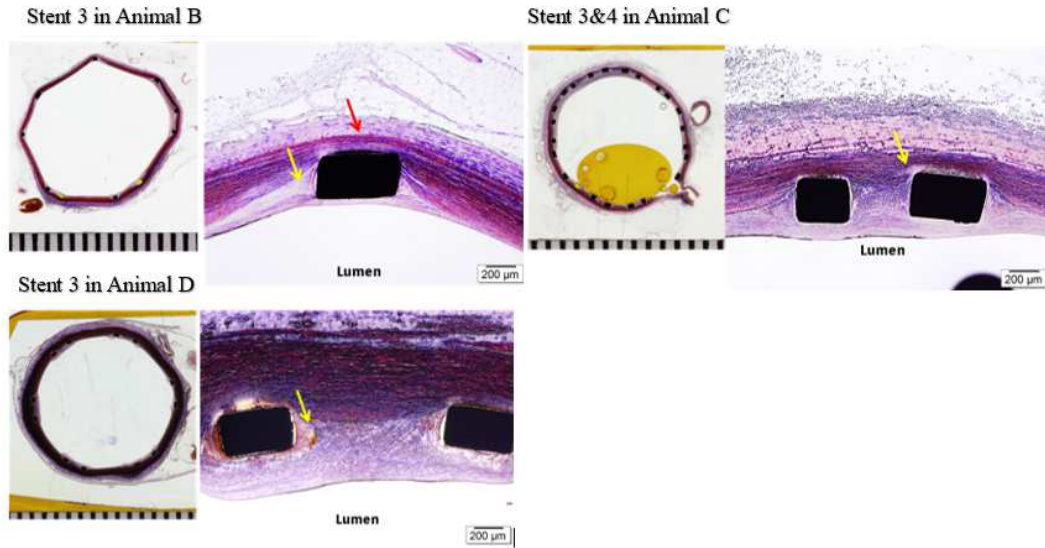 Stent 3 in Animal B
Stent 3&4 in Animal C
Lumen
200 µm
Lumen
200 µm
Stent 3 in Animal D
Lumen
200 µm